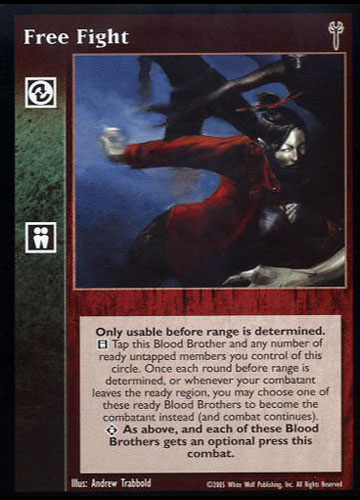 Free Fight
Only usable before range is determined.
Tap this Blood Brother and any number of
ready untapped members you control of this
circle. Once each round before range is
determined, or whenever your combatant
leaves the ready region, you may choose one of
these ready Blood Brothers to become the
combatant instead (and combat continues).
As above, and each of these Blood
Brothers gets an optional press this
combat.
Illus: Andrew Trabbold ©2005 White Wolf Publishing, Inc. All Rights Reserved